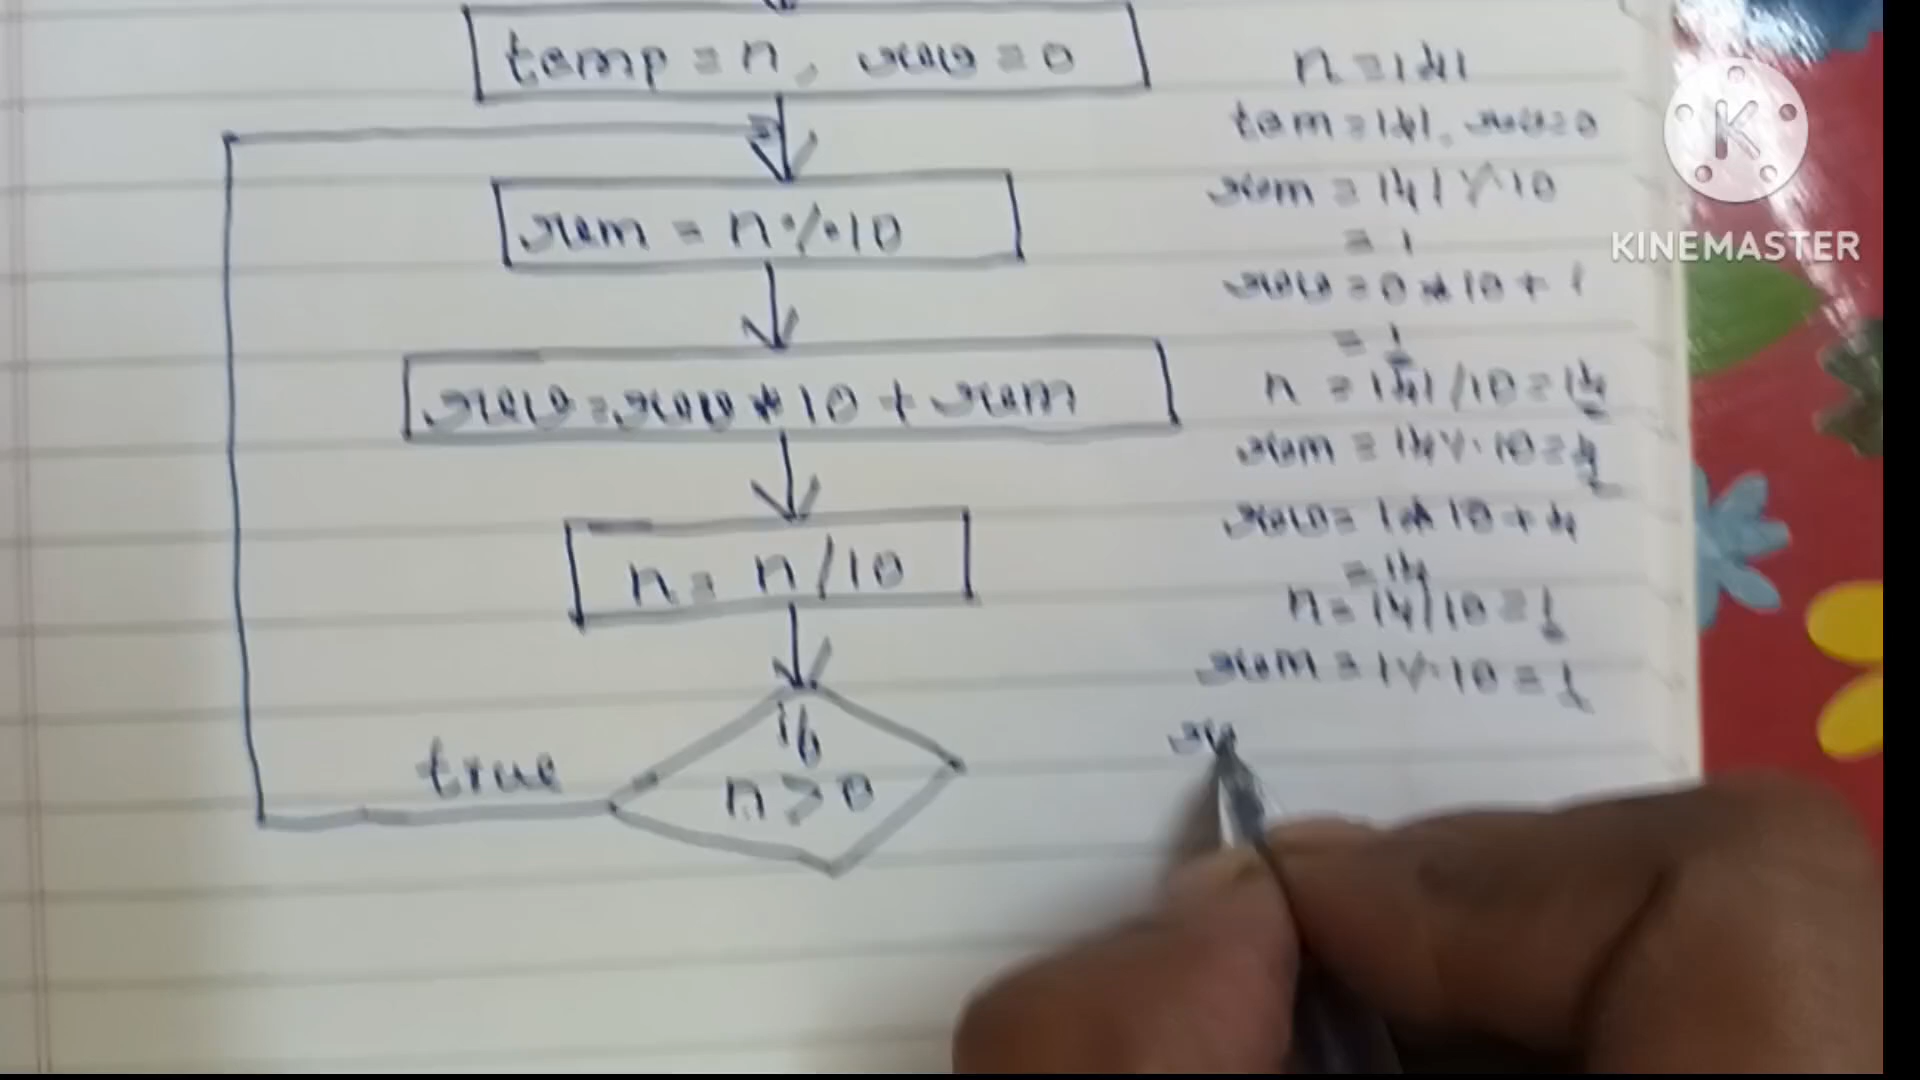 temp = n, rev = 0
rem = n % 10
rev = rev * 10 + rem
n = n/10
if
n > 0
true
n = 141
tem = 141, rev = 0
rem = 141 % 10
= 1
rev = 0 * 10 + 1
= 1
n = 141/10 = 14
rem = 14 % 10 = 4
rev = 1 * 10 + 4
= 14
n = 14/10 = 1
rem = 1 % 10 = 1
re
K
KINEMASTER